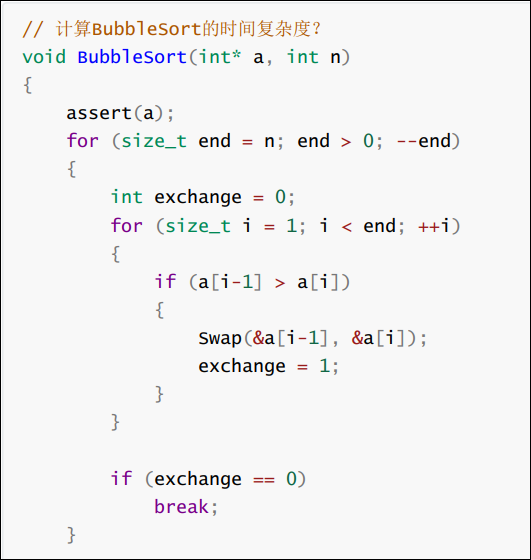 // 计算BubbleSort的时间复杂度？
void BubbleSort(int* a, int n)
{
    assert(a);
    for (size_t end = n; end > 0; --end)
    {
        int exchange = 0;
        for (size_t i = 1; i < end; ++i)
        {
            if (a[i-1] > a[i])
            {
                Swap(&a[i-1], &a[i]);
                exchange = 1;
            }
        }
        if (exchange == 0)
            break;
    }